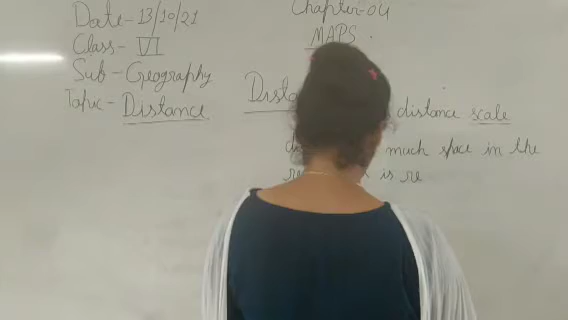 Date- 13/10/21
Chapter-04
Class- VI
MAPS.
Sub- Geography
Topic- Distance
distance scale
much space in the
is re